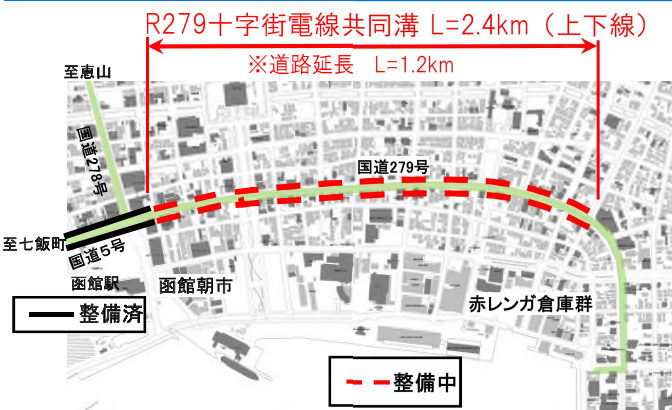 R279十字街電線共同溝 L=2.4km（上下線）
※道路延長　L=1.2km
至恵山
国道278号
国道279号
至七飯町
国道5号
函館駅
函館朝市
整備済
赤レンガ倉庫群
整備中